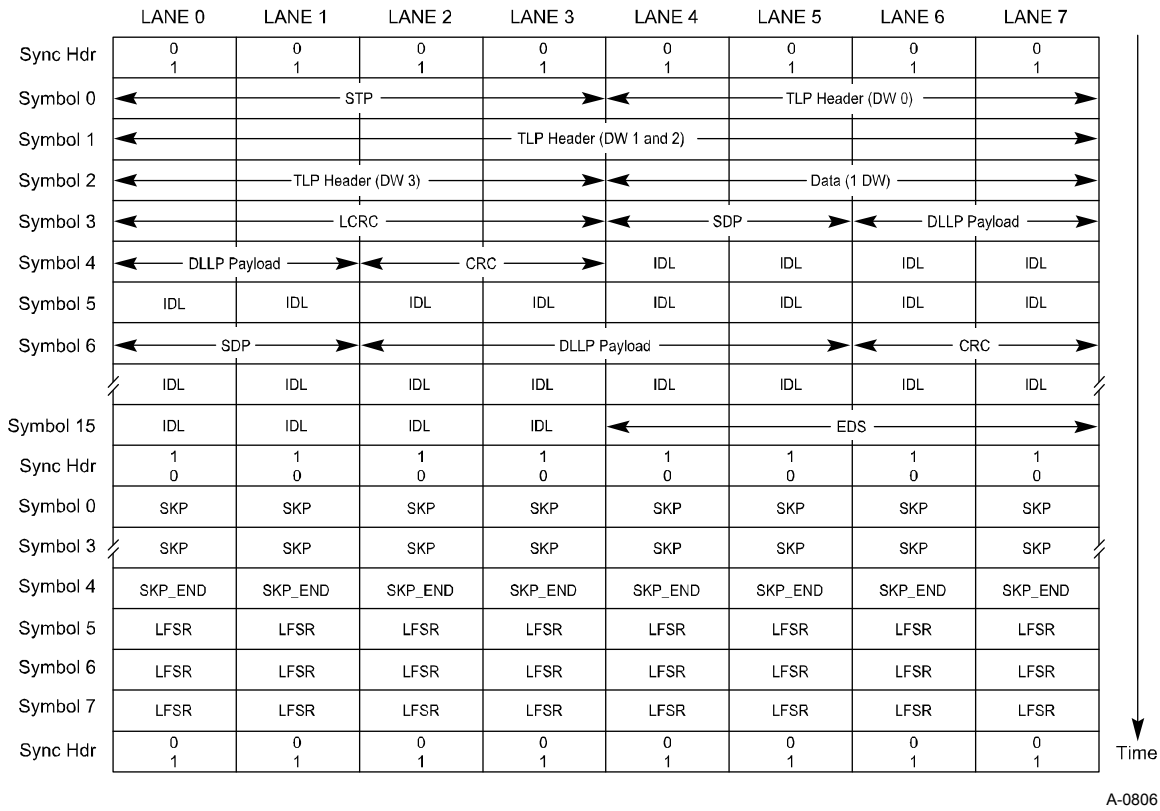 LANE 0 LANE 1 LANE 2 LANE 3 LANE 4 LANE 5 LANE 6 LANE 7
Sync Hdr 0 0 0 0 0 0 0 0
1 1 1 1 1 1 1 1
Symbol 0 STP TLP Header (DW 0)
Symbol 1 TLP Header (DW 1 and 2)
Symbol 2 TLP Header (DW 3) Data (1 DW)
Symbol 3 LCRC SDP DLLP Payload
Symbol 4 DLLP Payload CRC IDL IDL IDL IDL
Symbol 5 IDL IDL IDL IDL IDL IDL IDL IDL
Symbol 6 SDP DLLP Payload CRC
IDL IDL IDL IDL IDL IDL IDL IDL
Symbol 15 IDL IDL IDL IDL EDS
Sync Hdr 1 1 1 1 1 1 1 1
0 0 0 0 0 0 0 0
Symbol 0 SKP SKP SKP SKP SKP SKP SKP SKP
Symbol 3 SKP SKP SKP SKP SKP SKP SKP SKP
Symbol 4 SKP_END SKP_END SKP_END SKP_END SKP_END SKP_END SKP_END SKP_END
Symbol 5 LFSR LFSR LFSR LFSR LFSR LFSR LFSR LFSR
Symbol 6 LFSR LFSR LFSR LFSR LFSR LFSR LFSR LFSR
Symbol 7 LFSR LFSR LFSR LFSR LFSR LFSR LFSR LFSR
Sync Hdr 0 0 0 0 0 0 0 0
1 1 1 1 1 1 1 1
Time
A-0806